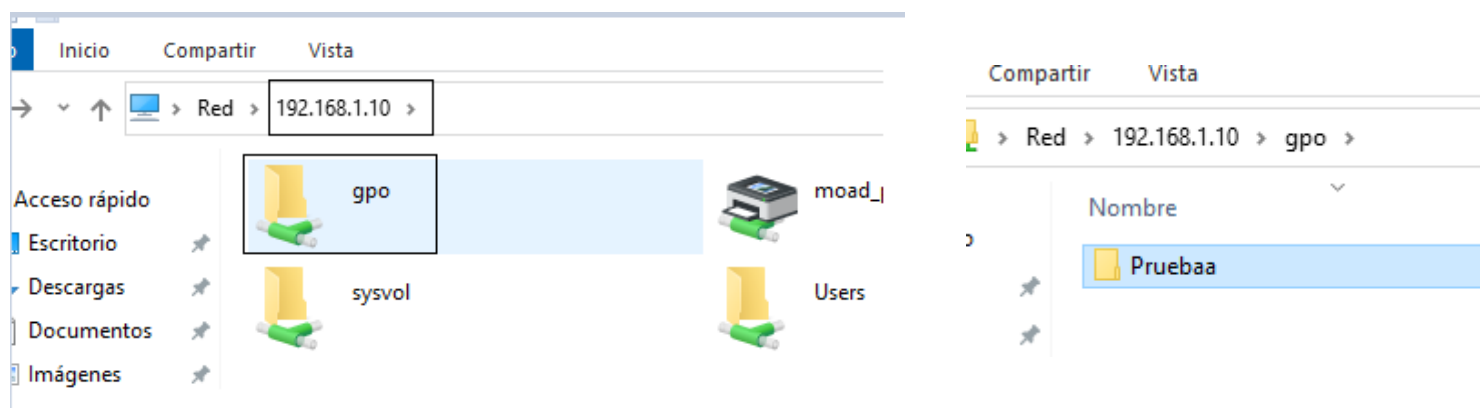 Inicio Compartir Vista
Red > 192.168.1.10 >
Acceso rápido
Escritorio
Descargas
Documentos
Imágenes
gpo
sysvol
Users
Compartir Vista
> Red > 192.168.1.10 > gpo >
Nombre
Pruebaa